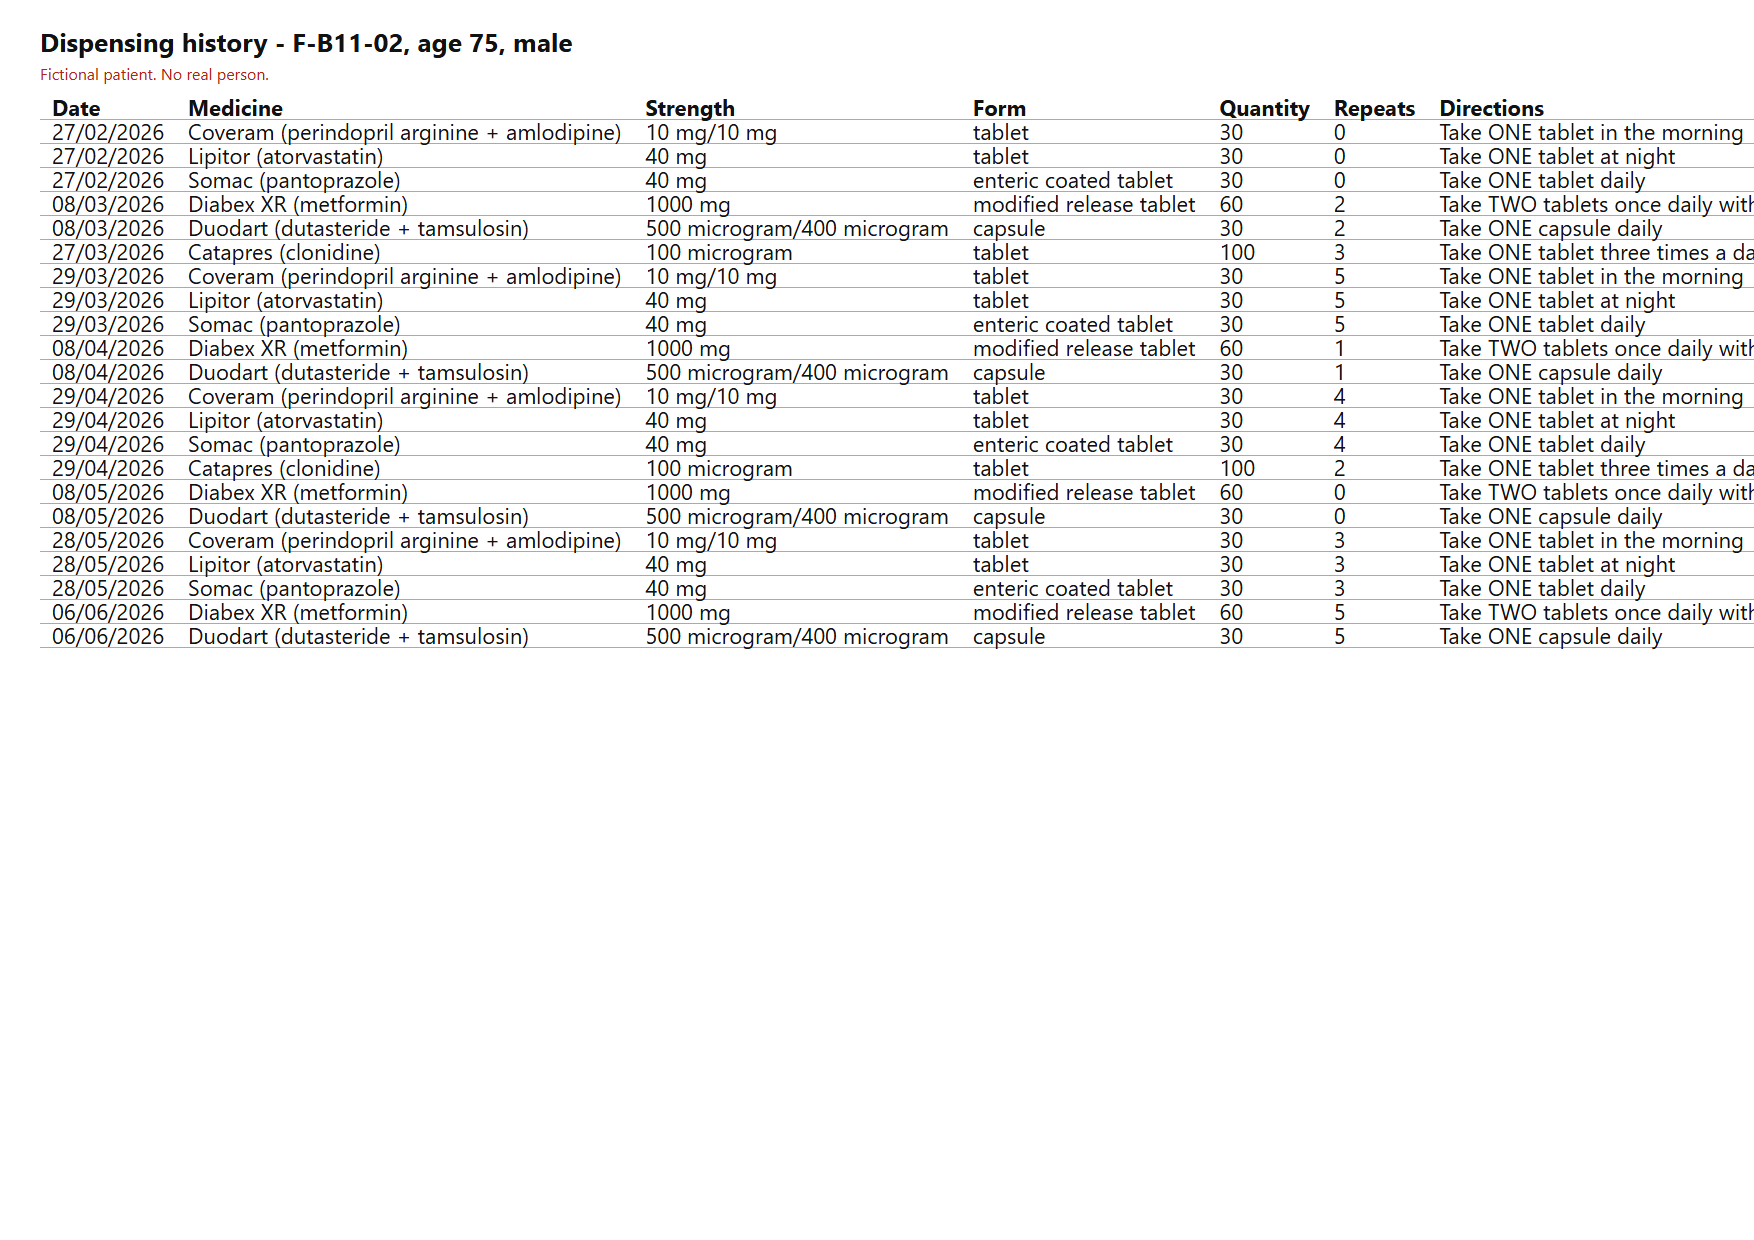 Dispensing history - F-B11-02, age 75, male
Fictional patient. No real person.
Date Medicine Strength Form Quantity Repeats Directions
27/02/2026 Coveram (perindopril arginine + amlodipine) 10 mg/10 mg tablet 30 0 Take ONE tablet in the morning
27/02/2026 Lipitor (atorvastatin) 40 mg tablet 30 0 Take ONE tablet at night
27/02/2026 Somac (pantoprazole) 40 mg enteric coated tablet 30 0 Take ONE tablet daily
08/03/2026 Diabex XR (metformin) 1000 mg modified release tablet 60 2 Take TWO tablets once daily
08/03/2026 Duodart (dutasteride + tamsulosin) 500 microgram/400 microgram capsule 30 2 Take ONE capsule daily
27/03/2026 Catapres (clonidine) 100 microgram tablet 100 3 Take ONE tablet three times a
29/03/2026 Coveram (perindopril arginine + amlodipine) 10 mg/10 mg tablet 30 5 Take ONE tablet in the morning
29/03/2026 Lipitor (atorvastatin) 40 mg tablet 30 5 Take ONE tablet at night
29/03/2026 Somac (pantoprazole) 40 mg enteric coated tablet 30 5 Take ONE tablet daily
08/04/2026 Diabex XR (metformin) 1000 mg modified release tablet 60 1 Take TWO tablets once daily
08/04/2026 Duodart (dutasteride + tamsulosin) 500 microgram/400 microgram capsule 30 1 Take ONE capsule daily
29/04/2026 Coveram (perindopril arginine + amlodipine) 10 mg/10 mg tablet 30 4 Take ONE tablet in the morning
29/04/2026 Lipitor (atorvastatin) 40 mg tablet 30 4 Take ONE tablet at night
29/04/2026 Somac (pantoprazole) 40 mg enteric coated tablet 30 4 Take ONE tablet daily
29/04/2026 Catapres (clonidine) 100 microgram tablet 100 2 Take ONE tablet three times a
08/05/2026 Diabex XR (metformin) 1000 mg modified release tablet 60 0 Take TWO tablets once daily
08/05/2026 Duodart (dutasteride + tamsulosin) 500 microgram/400 microgram capsule 30 0 Take ONE capsule daily
28/05/2026 Coveram (perindopril arginine + amlodipine) 10 mg/10 mg tablet 30 3 Take ONE tablet in the morning
28/05/2026 Lipitor (atorvastatin) 40 mg tablet 30 3 Take ONE tablet at night
28/05/2026 Somac (pantoprazole) 40 mg enteric coated tablet 30 3 Take ONE tablet daily
06/06/2026 Diabex XR (metformin) 1000 mg modified release tablet 60 5 Take TWO tablets once daily
06/06/2026 Duodart (dutasteride + tamsulosin) 500 microgram/400 microgram capsule 30 5 Take ONE capsule daily